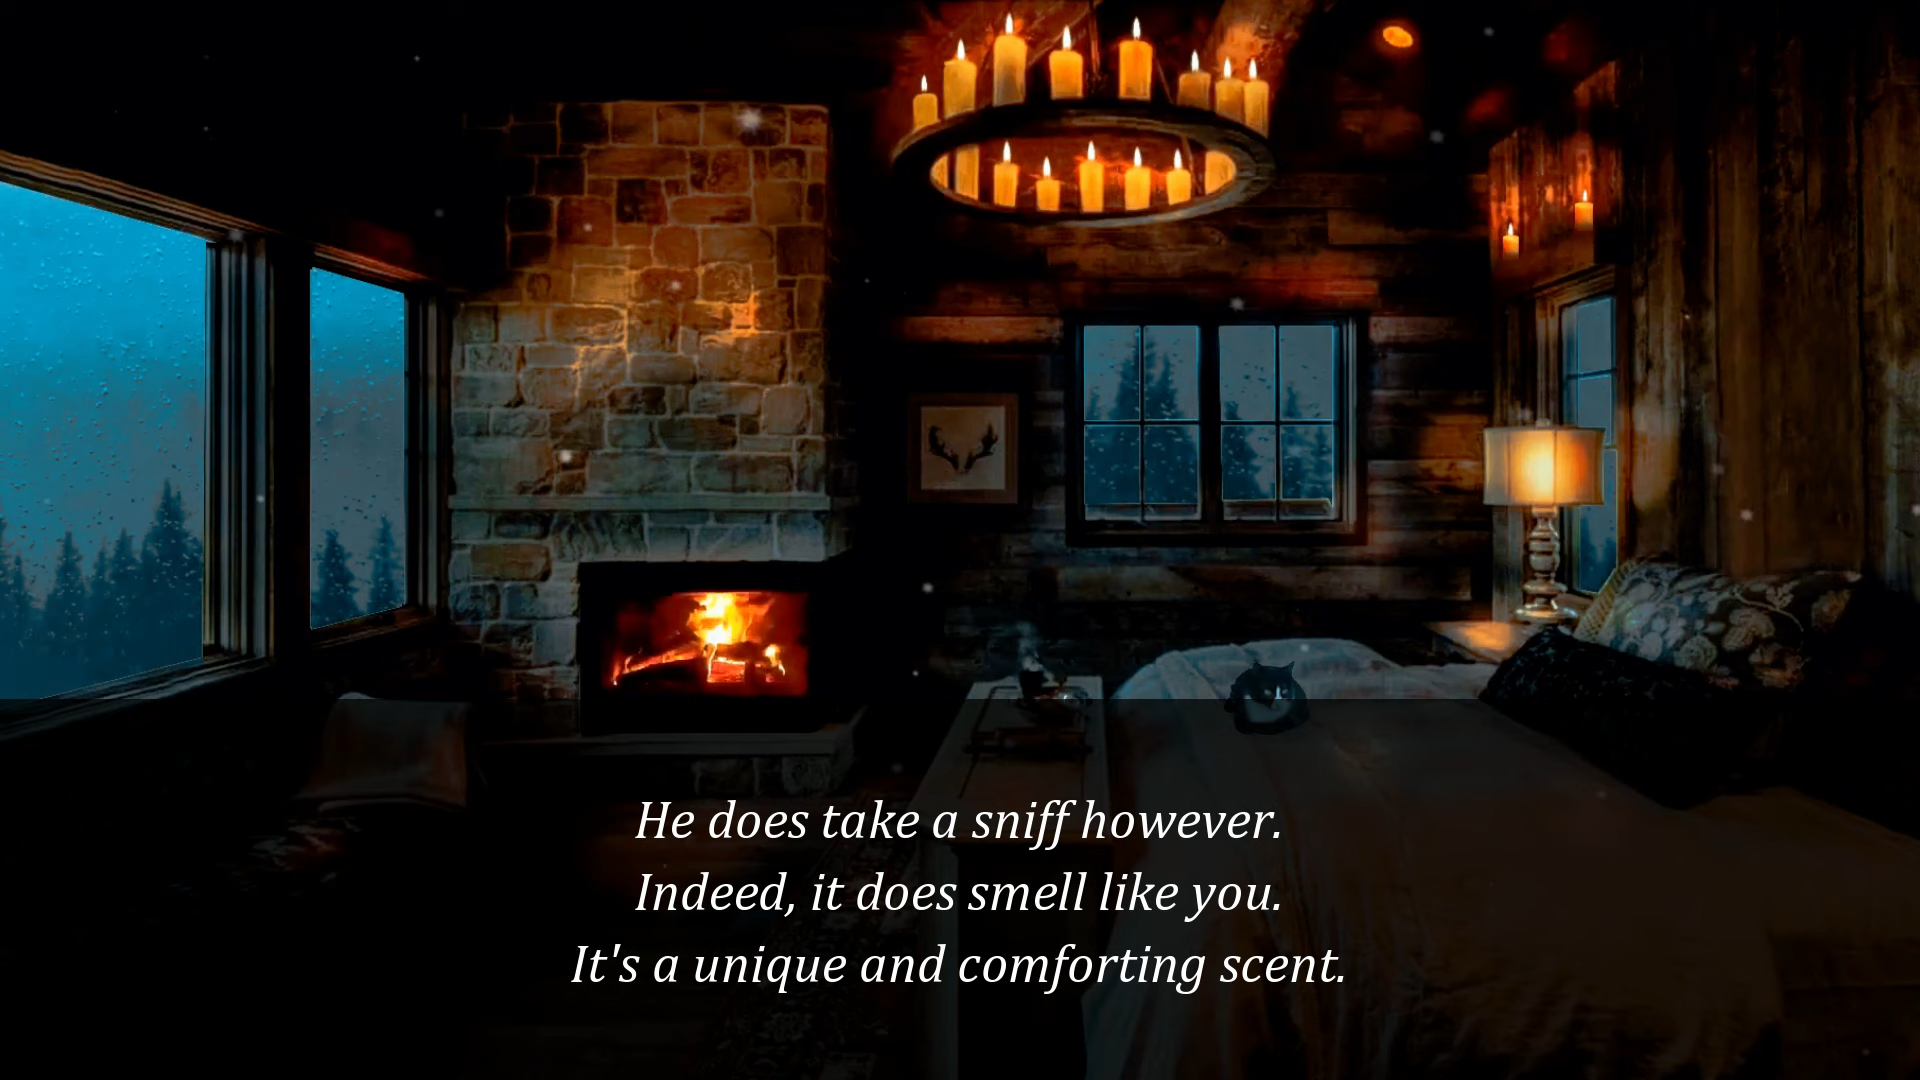 He does take a sniff however.
Indeed, it does smell like you.
It's a unique and comforting scent.